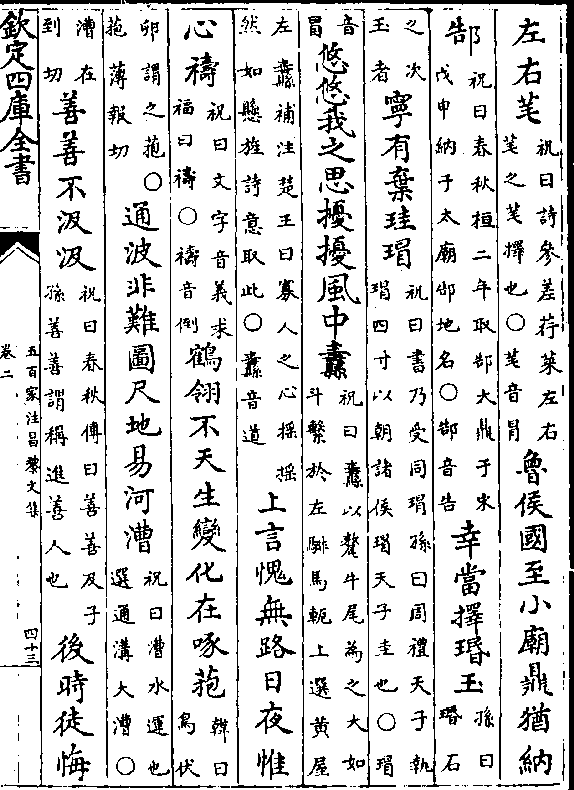 左右芼祝曰詩參差荇菜左右芼之芼擇也○芼音冐魯侯國至小廟鼎猶納
郜祝曰春秋桓二年取郜大鼎于宋戊申納于太廟郜地名○郜音告幸當擇瑉玉孫曰瑉石
之次玉者寧有棄珪瑁祝曰書乃受同瑁孫曰周禮天子執瑁四寸以朝諸侯瑁天子圭也○瑁
音冐悠悠我之思擾擾風中纛祝曰纛以犛牛尾為之大如斗繫於左騑馬軛上選黄屋
左纛補注楚王曰寡人之心揺揺然如懸旌詩意取此○纛音道上言愧無路日夜惟
心禱祝曰文字音義求福曰禱○禱音倒鶴翎不天生變化在啄菢韓曰鳥伏
卵謂之菢○菢薄報切通波非難圖尺地易河漕祝曰漕水運也選通溝大漕○
漕在到切善善不汲汲祝曰春秋傳曰善善及子孫善善謂稱進善人也後時徒悔
欽定四庫全書
五百家注昌黎文集
卷二
四十三